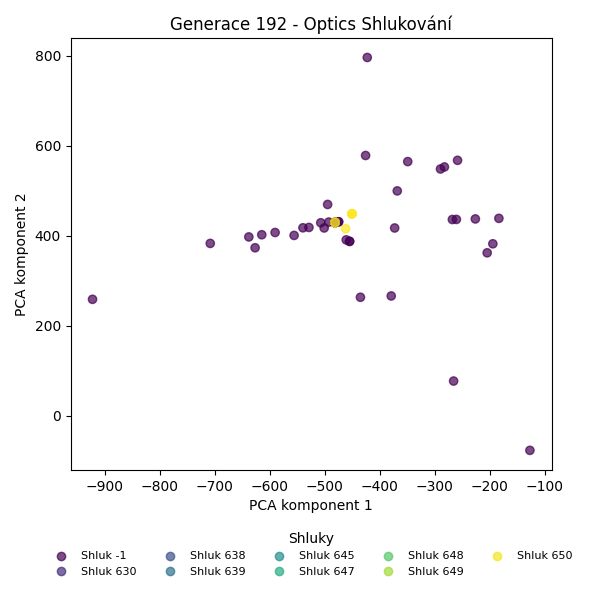 Generace 192 - Optics Shlukování
PCA komponent 2
800
600
400
200
0
−900 −800 −700 −600 −500 −400 −300 −200 −100
PCA komponent 1
Shluky
Shluk -1 Shluk 638 Shluk 645 Shluk 648 Shluk 650
Shluk 630 Shluk 639 Shluk 647 Shluk 649